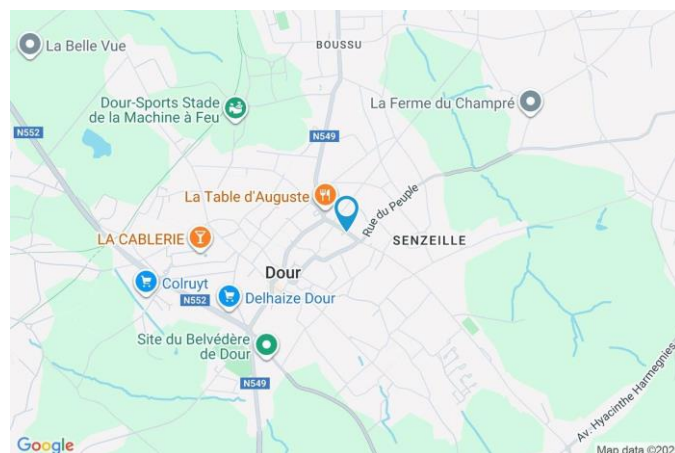 BOUSSU
La Belle Vue
Dour-Sports Stade
de la Machine à Feu
La Ferme du Champré
N552
N549
La Table d'Auguste
Rue du Peuple
LA CABLERIE
SENZEILLE
Dour
Colruyt
N552
Delhaize Dour
Site du Belvédère
de Dour
N549
Av. Hyacinthe Harmegnies
Google
Map data ©202